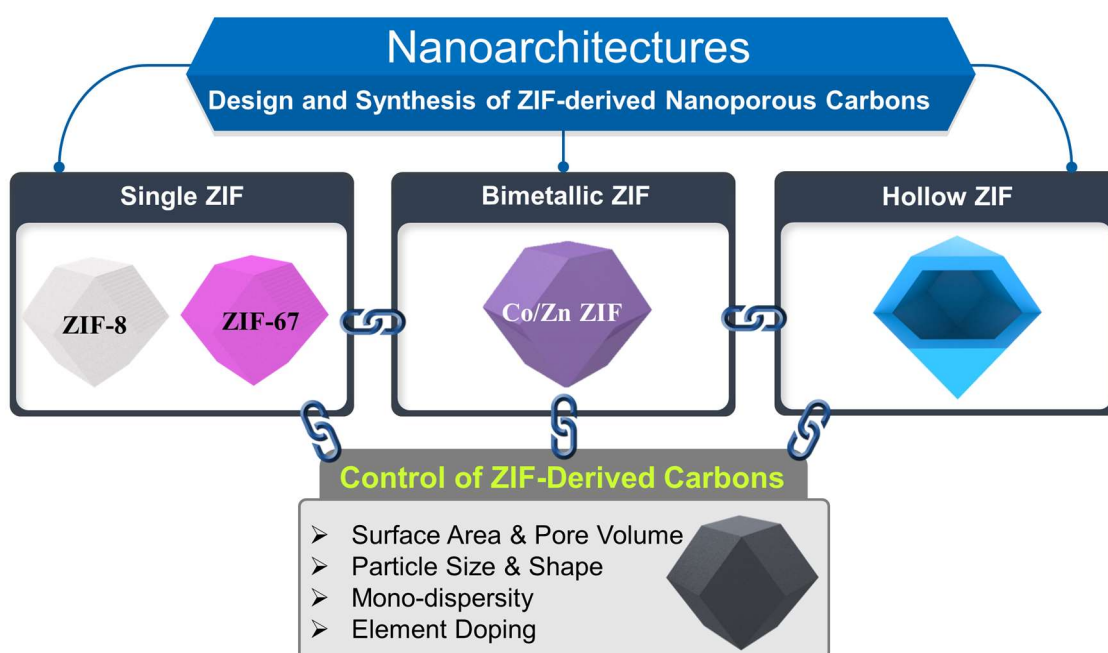 Nanoarchitectures
Design and Synthesis of ZIF-derived Nanoporous Carbons
Single ZIF
Bimetallic ZIF
Hollow ZIF
ZIF-8
ZIF-67
Co/Zn ZIF
Control of ZIF-Derived Carbons
➢ Surface Area & Pore Volume
➢ Particle Size & Shape
➢ Mono-dispersity
➢ Element Doping